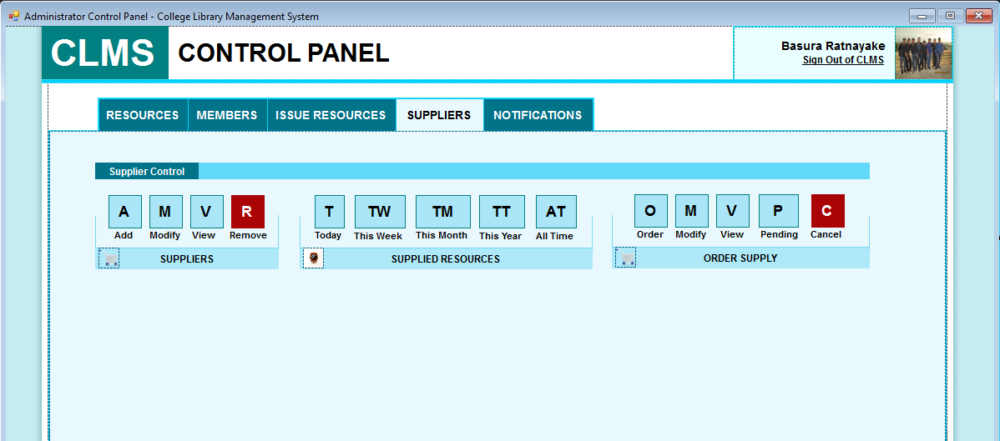 Administrator Control Panel - College Library Management System
CLMS CONTROL PANEL
Basura Ratnayake
Sign Out of CLMS
RESOURCES MEMBERS ISSUE RESOURCES SUPPLIERS NOTIFICATIONS
Supplier Control
A M V R
Add Modify View Remove
SUPPLIERS
T TW TM TT AT
Today This Week This Month This Year All Time
SUPPLIED RESOURCES
O M V P C
Order Modify View Pending Cancel
ORDER SUPPLY